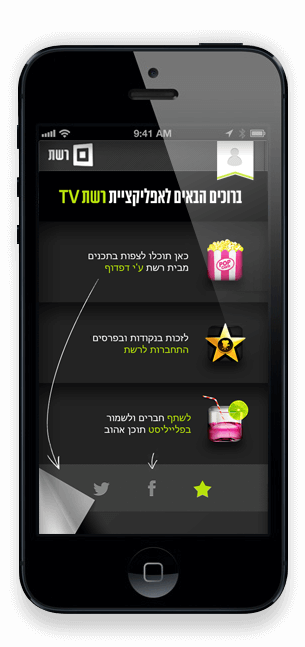 9:41 AM
רשת
ברוכים הבאים לאפליקציית רשת TV
כאן תוכלו לצפות בתכנים
מבית רשת ע'י דפדוף
POP
לזכות בנקודות ובפרסים
התחברות לרשת
לשתף חברים ולשמור
בפלייליסט תוכן אהוב